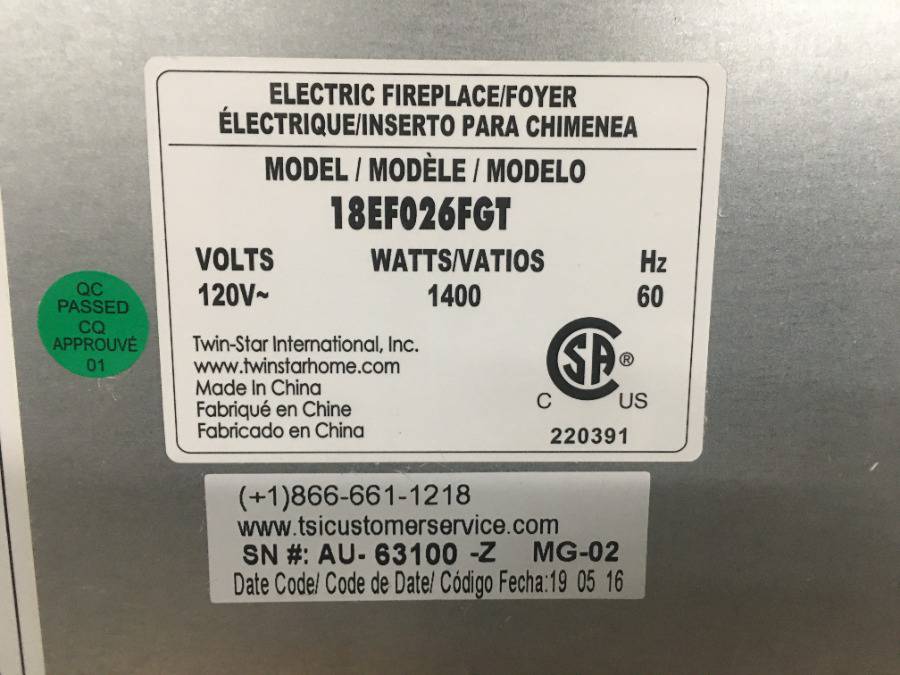 ELECTRIC FIREPLACE/FOYER
ÉLECTRIQUE/INSERTO PARA CHIMENEA
MODEL / MODÈLE / MODELO
18EF026FGT
VOLTS WATTS/VATIOS Hz
120V~ 1400 60
Twin-Star International, Inc.
www.twinstarhome.com
Made In China
Fabriqué en Chine
Fabricado en China
SA ®
C US
220391
QC
PASSED
CQ
APPROUVÉ
01
(+1)866-661-1218
www.tsicustomerservice.com
SN #: AU- 63100 -Z MG-02
Date Code/ Code de Date/ Código Fecha:19 05 16